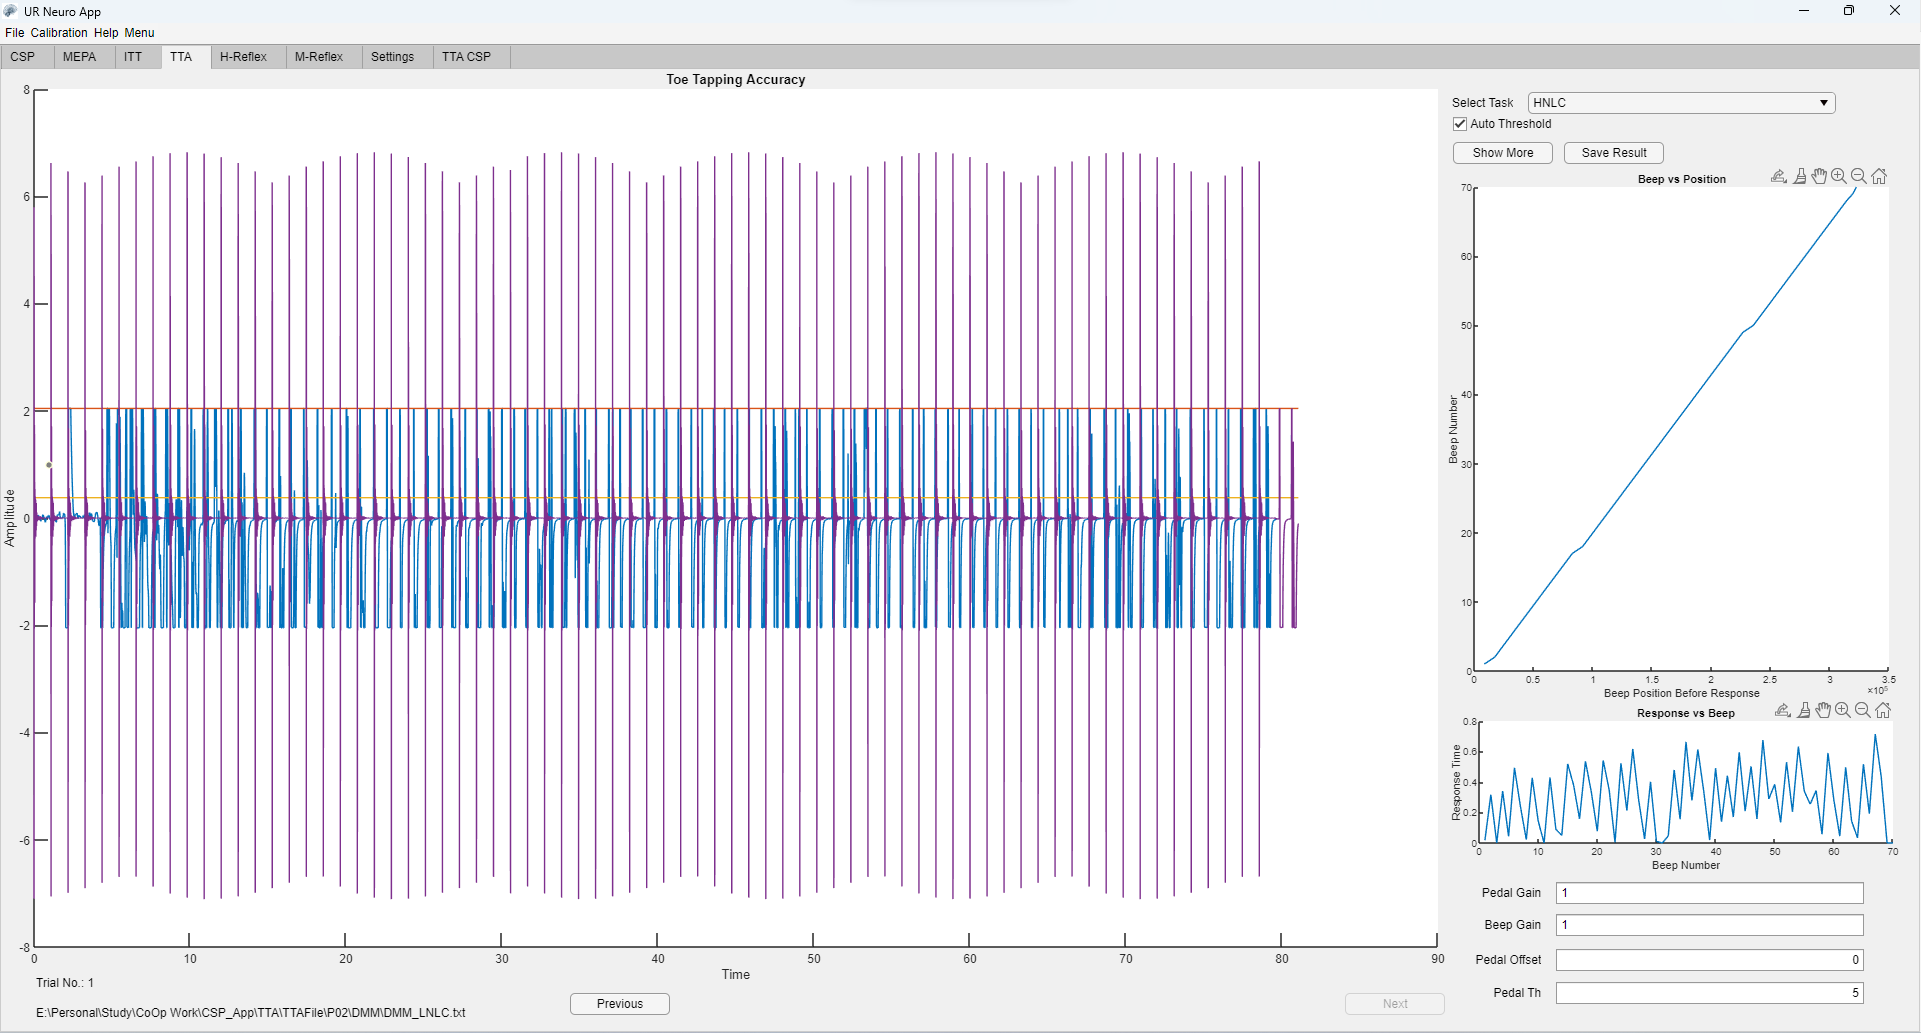 UR Neuro App
File Calibration Help Menu
CSP MEPA ITT TTA H-Reflex M-Reflex Settings TTA CSP
Toe Tapping Accuracy
8
6
4
2
0
-2
-4
-6
-8
Amplitude
0 10 20 30 40 50 60 70 80 90
Time
Trial No.: 1
E:\Personal\Study\CoOp Work\CSP_App\TTA\TTAFile\P02\DMM\DMM_LNLC.txt
Previous
Next
Select Task HNLC
Auto Threshold
Show More Save Result
Beep vs Position
70
60
50
40
30
20
10
0
Beep Number
0 0.5 1 1.5 2 2.5 3 3.5
×10⁵
Beep Position Before Response
Response vs Beep
0.8
0.6
0.4
0.2
0
Response Time
0 10 20 30 40 50 60 70
Beep Number
Pedal Gain 1
Beep Gain 1
Pedal Offset 0
Pedal Th 5